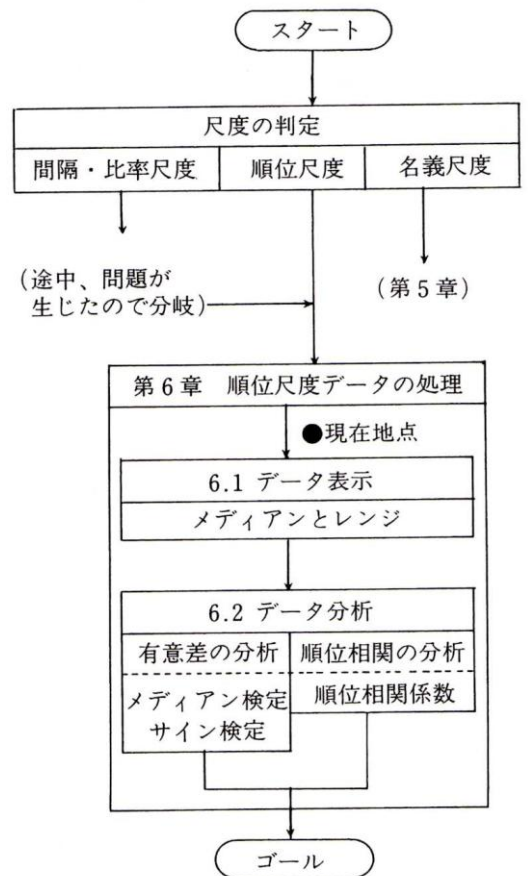 スタート
尺度の判定
間隔・比率尺度
順位尺度
名義尺度
(途中、問題が
生じたので分岐)
(第5章)
第6章 順位尺度データの処理
●現在地点
6.1 データ表示
メディアンとレンジ
6.2 データ分析
有意差の分析
順位相関の分析
メディアン検定
サイン検定
順位相関係数
ゴール